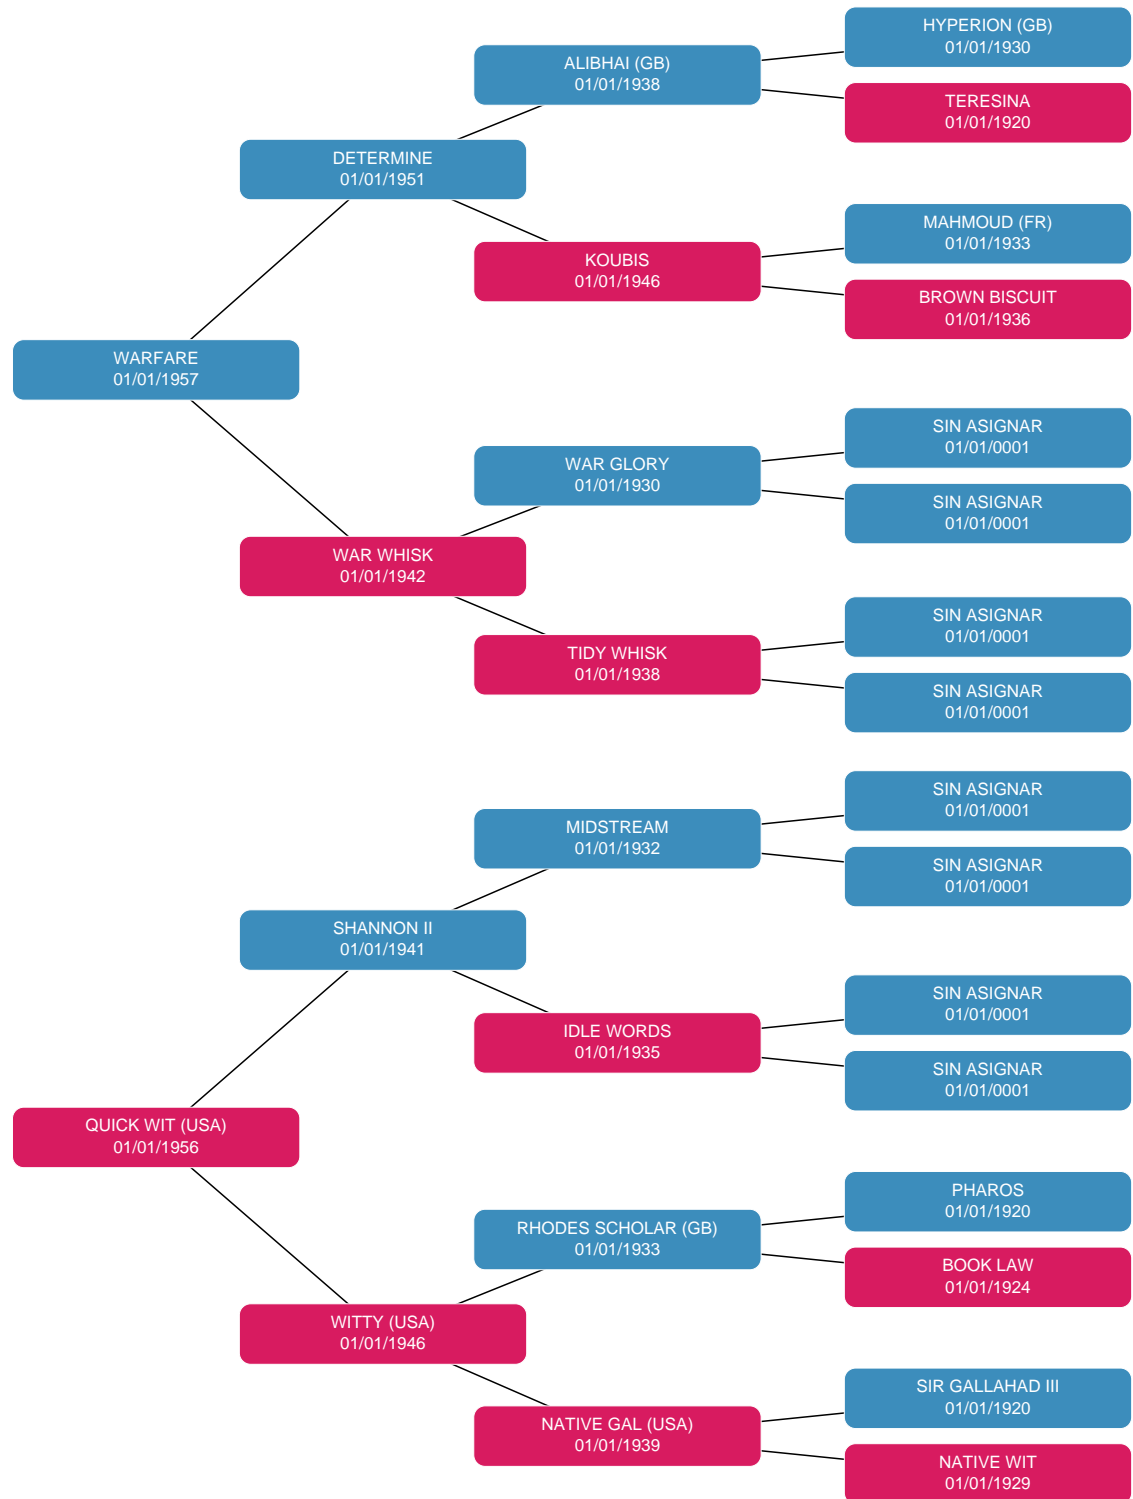 HYPERION (GB)
01/01/1930
ALIBHAI (GB)
01/01/1938
TERESINA
01/01/1920
DETERMINE
01/01/1951
MAHMOUD (FR)
01/01/1933
KOUBIS
01/01/1946
BROWN BISCUIT
01/01/1936
WARFARE
01/01/1957
SIN ASIGNAR
01/01/0001
WAR GLORY
01/01/1930
SIN ASIGNAR
01/01/0001
WAR WHISK
01/01/1942
SIN ASIGNAR
01/01/0001
TIDY WHISK
01/01/1938
SIN ASIGNAR
01/01/0001
SIN ASIGNAR
01/01/0001
MIDSTREAM
01/01/1932
SIN ASIGNAR
01/01/0001
SHANNON II
01/01/1941
SIN ASIGNAR
01/01/0001
IDLE WORDS
01/01/1935
SIN ASIGNAR
01/01/0001
QUICK WIT (USA)
01/01/1956
PHAROS
01/01/1920
RHODES SCHOLAR (GB)
01/01/1933
BOOK LAW
01/01/1924
WITTY (USA)
01/01/1946
SIR GALLAHAD III
01/01/1920
NATIVE GAL (USA)
01/01/1939
NATIVE WIT
01/01/1929